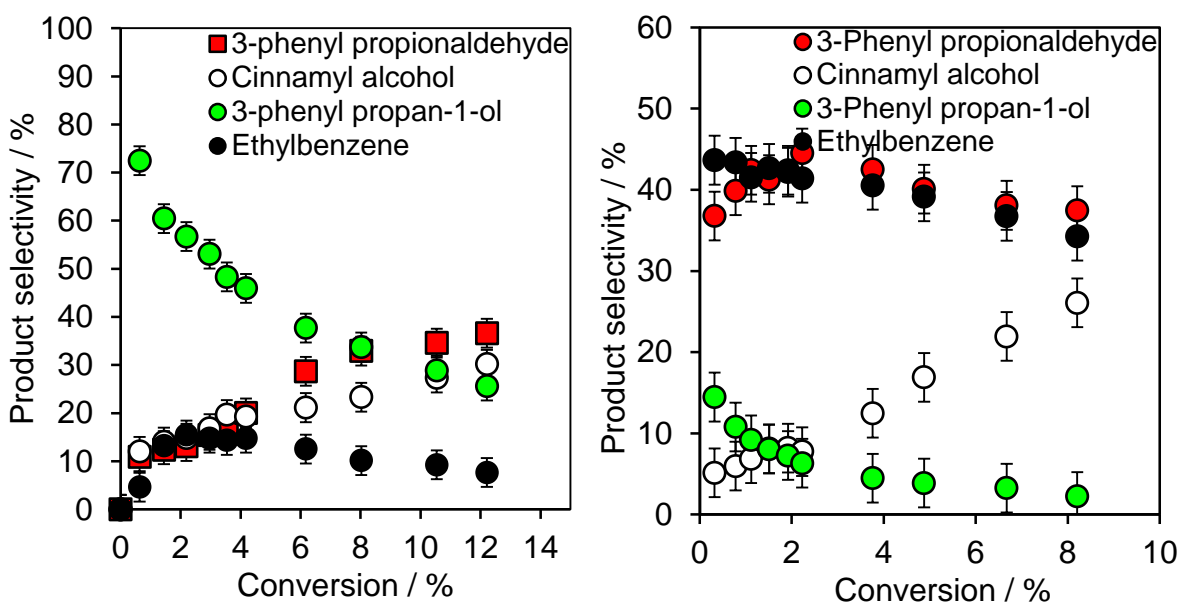 100
90
80
70
60
50
40
30
20
10
0
Product selectivity / %
3-phenyl propionaldehyde
Cinnamyl alcohol
3-phenyl propan-1-ol
Ethylbenzene
0 2 4 6 8 10 12 14
Conversion / %
60
50
40
30
20
10
0
Product selectivity / %
3-Phenyl propionaldehyde
Cinnamyl alcohol
3-Phenyl propan-1-ol
Ethylbenzene
0 2 4 6 8 10
Conversion / %